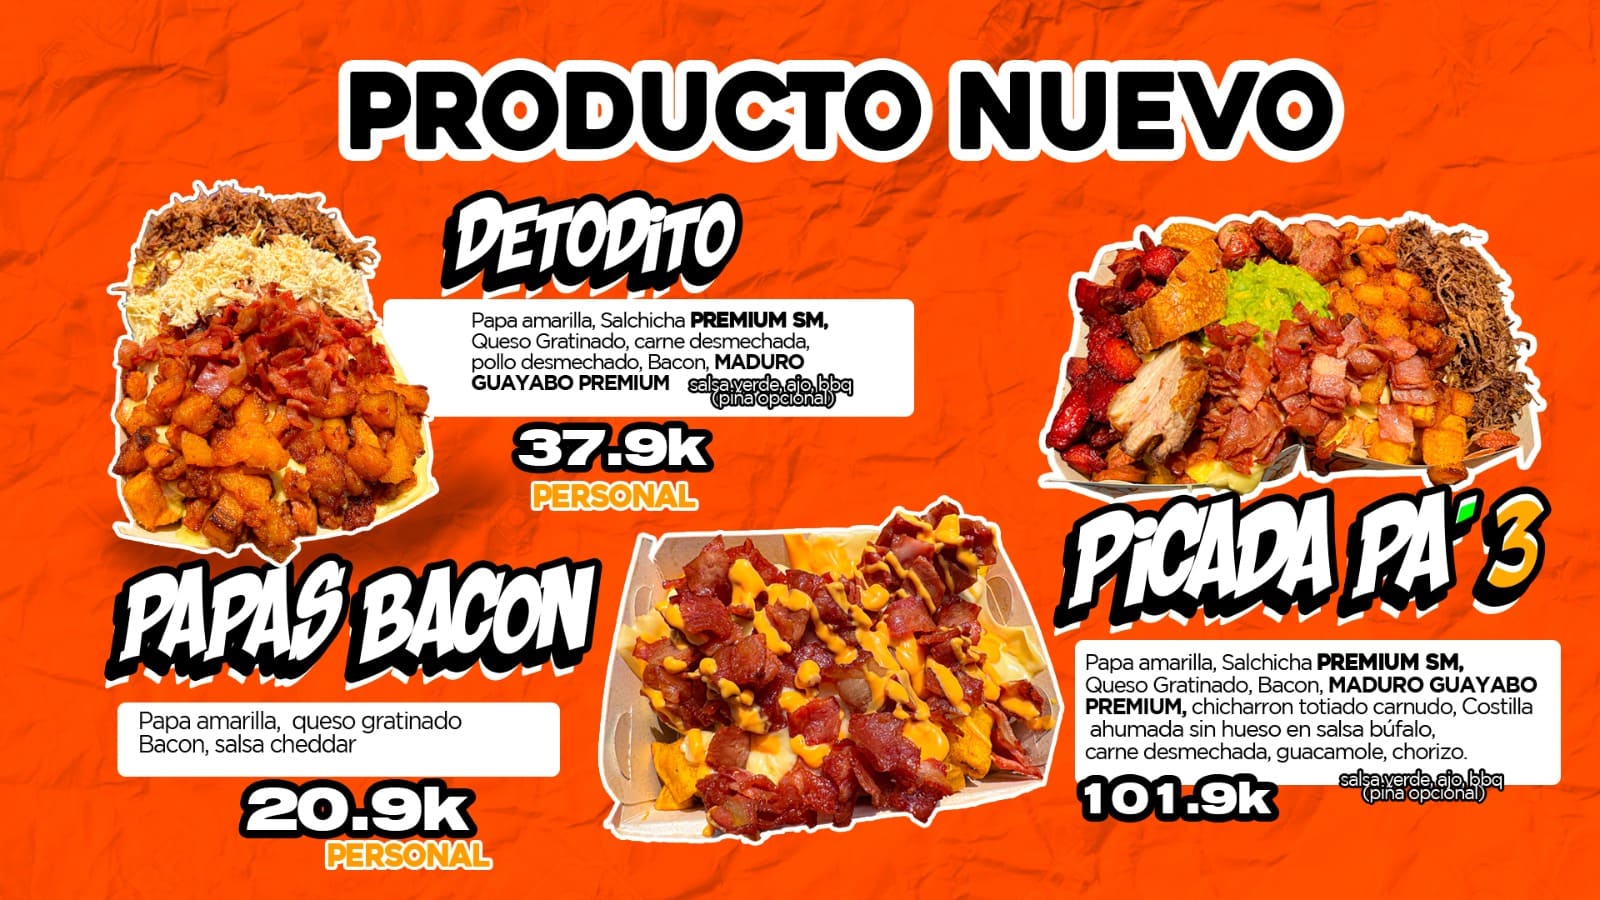 PRODUCTO NUEVO
DETODiTO
Papa amarilla, Salchicha PREMIUM SM,
Queso Gratinado, carne desmechada,
pollo desmechado, Bacon, MADURO
GUAYABO PREMIUM salsa verde, ajo, bbq
(piña opcional)
37.9k
PERSONAL
PAPAS BACON
Papa amarilla, queso gratinado
Bacon, salsa cheddar
20.9k
PERSONAL
PiCADA PA´ 3
Papa amarilla, Salchicha PREMIUM SM,
Queso Gratinado, Bacon, MADURO GUAYABO
PREMIUM, chicharron totiado carnudo, Costilla
ahumada sin hueso en salsa búfalo,
carne desmechada, guacamole, chorizo.
salsa verde, ajo, bbq
(piña opcional)
101.9k